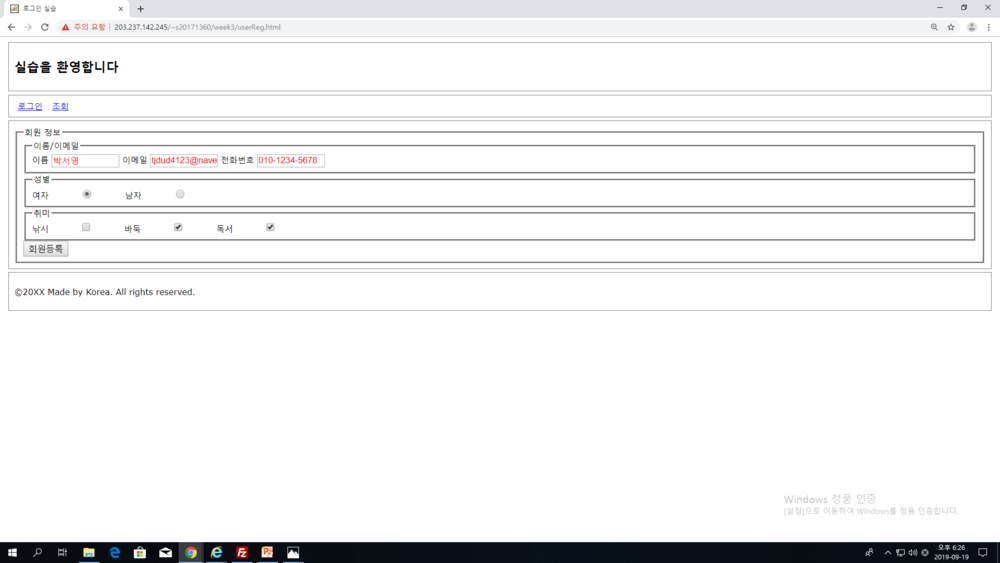 로그인 실습
주의 요함 | 203.237.142.245/~s20171360/week3/userReg.html
실습을 환영합니다
로그인 조회
회원 정보
이름/이메일
이름 박서영 이메일 tjdud4123@nave 전화번호 010-1234-5678
성별
여자 남자
취미
낚시 바둑 독서
회원등록
©20XX Made by Korea. All rights reserved.
Windows 정품 인증
[설정]으로 이동하여 Windows를 정품 인증합니다.
오후 6:26
2019-09-19